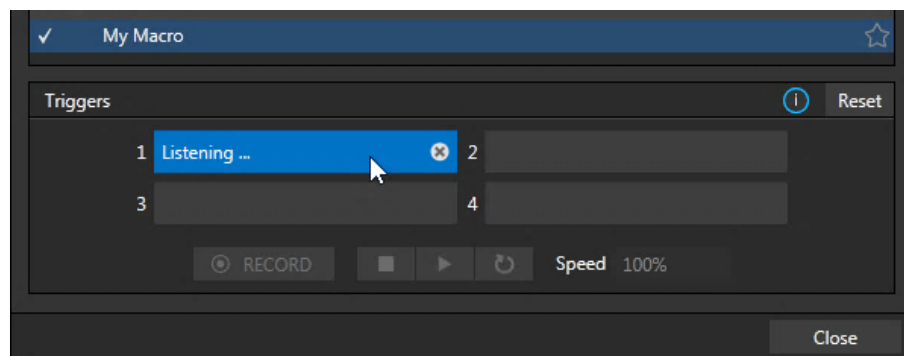 My Macro
Triggers Reset
1 Listening ... 2
3 4
RECORD Speed 100%
Close